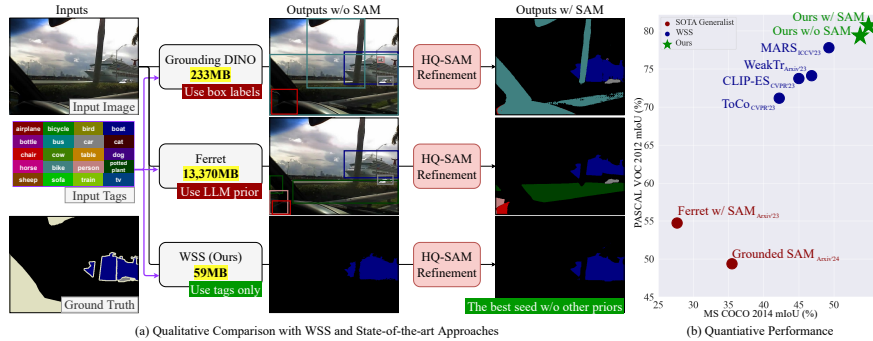 Inputs
Outputs w/o SAM
Outputs w/ SAM
Input Image
airplane bicycle bird boat
bottle bus car cat
chair cow table dog
horse bike person potted plant
sheep sofa train tv
Input Tags
Ground Truth
Grounding DINO
233MB
Use box labels
Ferret
13,370MB
Use LLM prior
WSS (Ours)
59MB
Use tags only
HQ-SAM
Refinement
HQ-SAM
Refinement
HQ-SAM
Refinement
The best seed w/o other priors
(a) Qualitative Comparison with WSS and State-of-the-art Approaches
PASCAL VOC 2012 mIoU (%)
80
75
70
65
60
55
50
45
SOTA Generalist
WSS
Ours
Ours w/ SAM
Ours w/o SAM
MARS ICCV'23
WeakTr Arxiv'23
CLIP-ES CVPR'23
ToCo CVPR'23
Ferret w/ SAM Arxiv'23
Grounded SAM Arxiv'24
30 35 40 45 50
MS COCO 2014 mIoU (%)
(b) Quantiative Performance